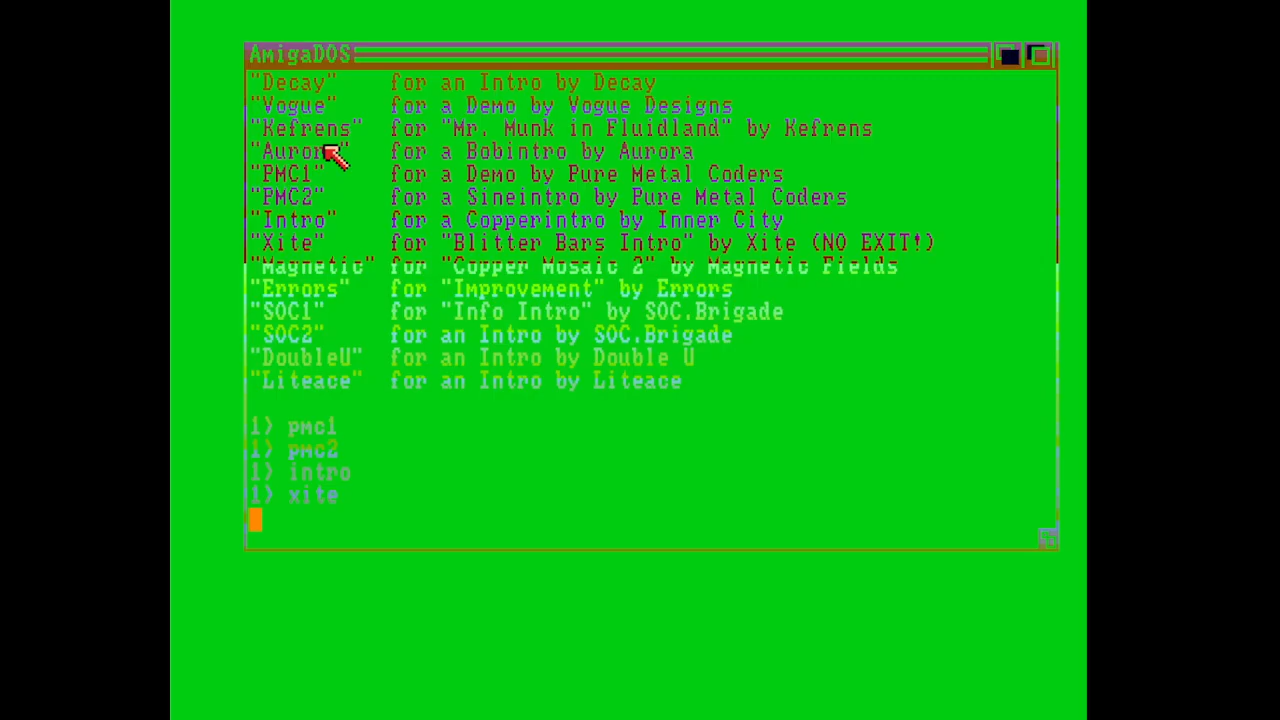 AmigaDOS
"Decay"    for an Intro by Decay
"Vogue"    for a Demo by Vogue Designs
"Kefrens"  for "Mr. Munk in Fluidland" by Kefrens
for a Bobintro by Aurora
"PMC1"     for a Demo by Pure Metal Coders
"PMC2"     for a Sineintro by Pure Metal Coders
"Intro"    for a Copperintro by Inner City
"Xite"     for "Blitter Bars Intro" by Xite (NO EXIT!)
"Magnetic" for "Copper Mosaic 2" by Magnetic Fields
"Errors"   for "Improvement" by Errors
"SOC1"     for "Info Intro" by SOC.Brigade
"SOC2"     for an Intro by SOC.Brigade
"DoubleU"  for an Intro by Double U
"Liteace"  for an Intro by Liteace
1> pmc1
1> pmc2
1> intro
1> xite